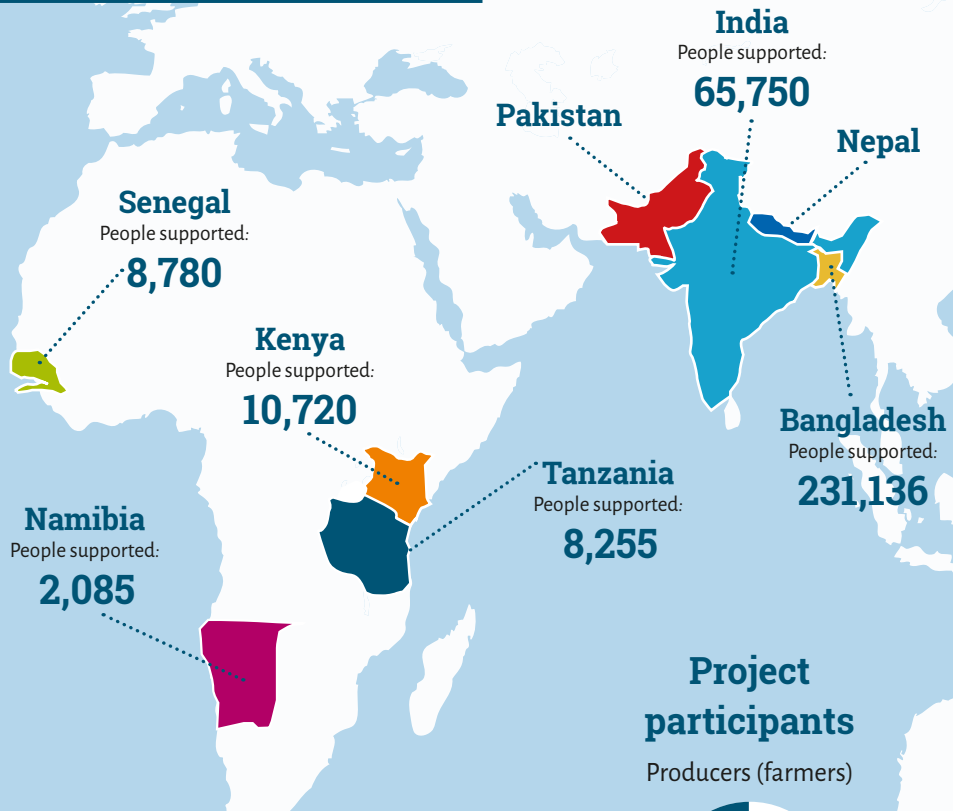 India
People supported:
65,750
Pakistan
Nepal
Senegal
People supported:
8,780
Kenya
People supported:
10,720
Bangladesh
People supported:
231,136
Tanzania
People supported:
8,255
Namibia
People supported:
2,085
Project
participants
Producers (farmers)